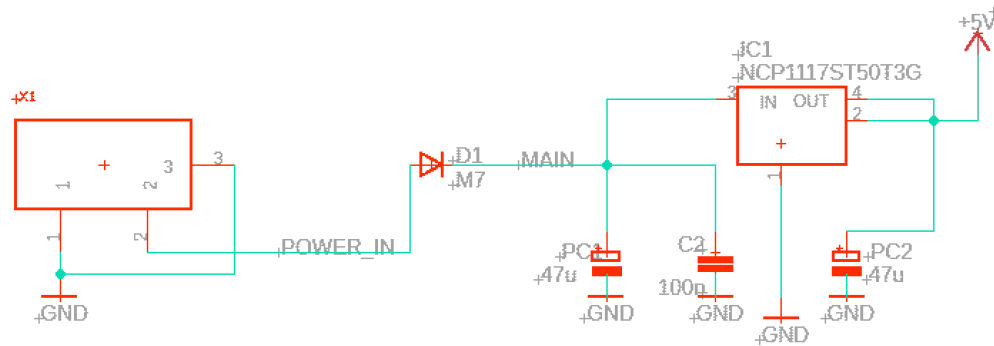 X1
1
2
3
3
1
2
GND
POWER_IN
D1
M7
MAIN
PC1
47u
GND
C2
100n
GND
IC1
NCP1117ST50T3G
3
IN
OUT
4
2
1
GND
+5V
PC2
47u
GND